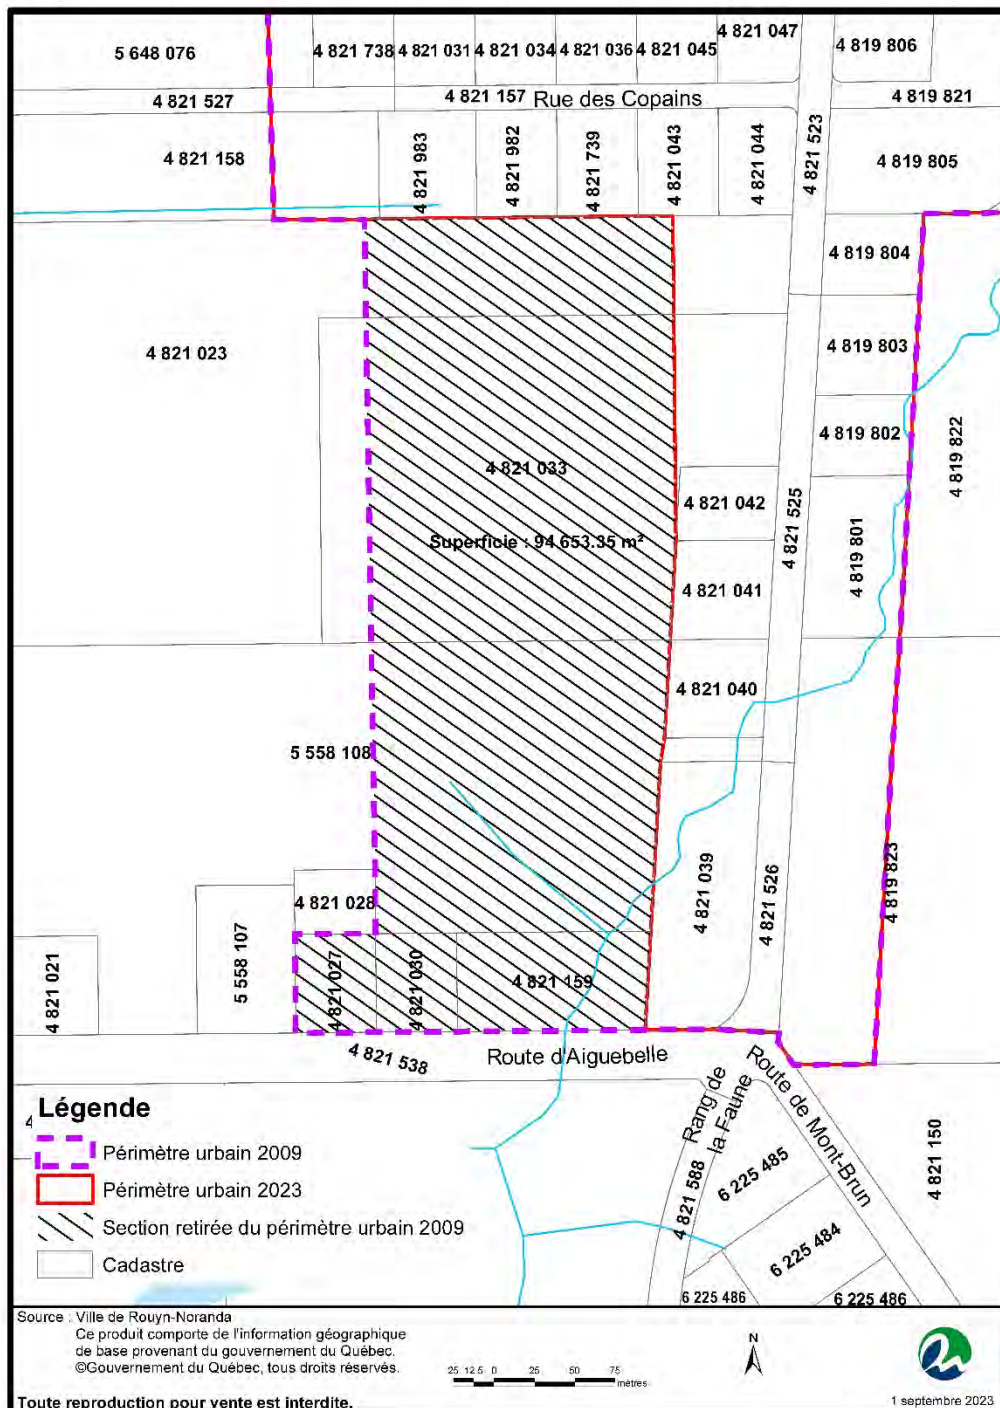 4 821 047
5 648 076
4 821 738
4 821 031
4 821 034
4 821 036
4 821 045
4 819 806
4 821 527
4 821 157
Rue des Copains
4 819 821
4 821 158
4 821 983
4 821 982
4 821 739
4 821 043
4 821 044
4 821 523
4 819 805
4 819 804
4 821 023
4 819 803
4 819 802
4 819 822
4 821 033
4 821 042
4 821 525
4 819 801
Superficie : 94 653.35 m²
4 821 041
4 821 040
5 558 108
4 821 039
4 821 526
4 819 823
4 821 028
5 558 107
4 821 021
4 821 027
4 821 030
4 821 159
4 821 538
Route d'Aiguebelle
Rang de
la Faune
Route de Mont-Brun
4 821 588
6 225 485
6 225 484
4 821 150
6 225 486
6 225 486
4
Légende
Périmètre urbain 2009
Périmètre urbain 2023
Section retirée du périmètre urbain 2009
Cadastre
Source : Ville de Rouyn-Noranda
Ce produit comporte de l'information géographique
de base provenant du gouvernement du Québec.
©Gouvernement du Québec, tous droits réservés.
Toute reproduction pour vente est interdite.
25 12.5 0 25 50 75
mètres
N
1 septembre 2023